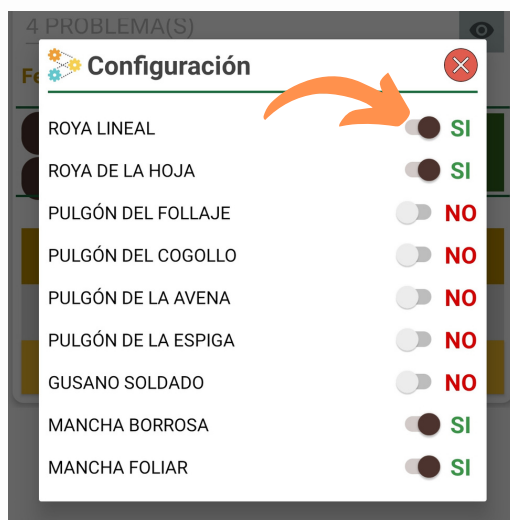 4 PROBLEMA(S)
Fe
Configuración
ROYA LINEAL SI
ROYA DE LA HOJA SI
PULGÓN DEL FOLLAJE NO
PULGÓN DEL COGOLLO NO
PULGÓN DE LA AVENA NO
PULGÓN DE LA ESPIGA NO
GUSANO SOLDADO NO
MANCHA BORROSA SI
MANCHA FOLIAR SI